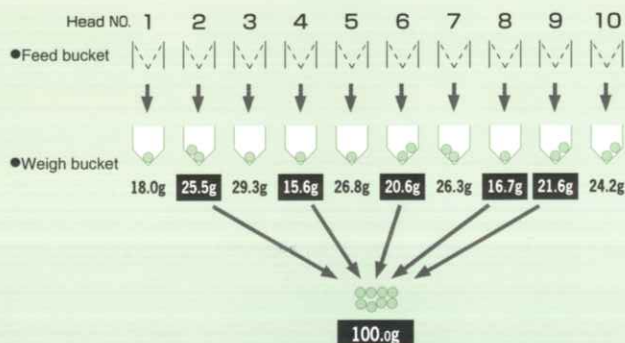 Head NO. 1 2 3 4 5 6 7 8 9 10
●Feed bucket
●Weigh bucket
18.0g 25.5g 29.3g 15.6g 26.8g 20.6g 26.3g 16.7g 21.6g 24.2g
100.0g